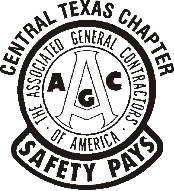 CENTRAL TEXAS CHAPTER
THE ASSOCIATED GENERAL CONTRACTORS
OF AMERICA
AGC
SAFETY PAYS